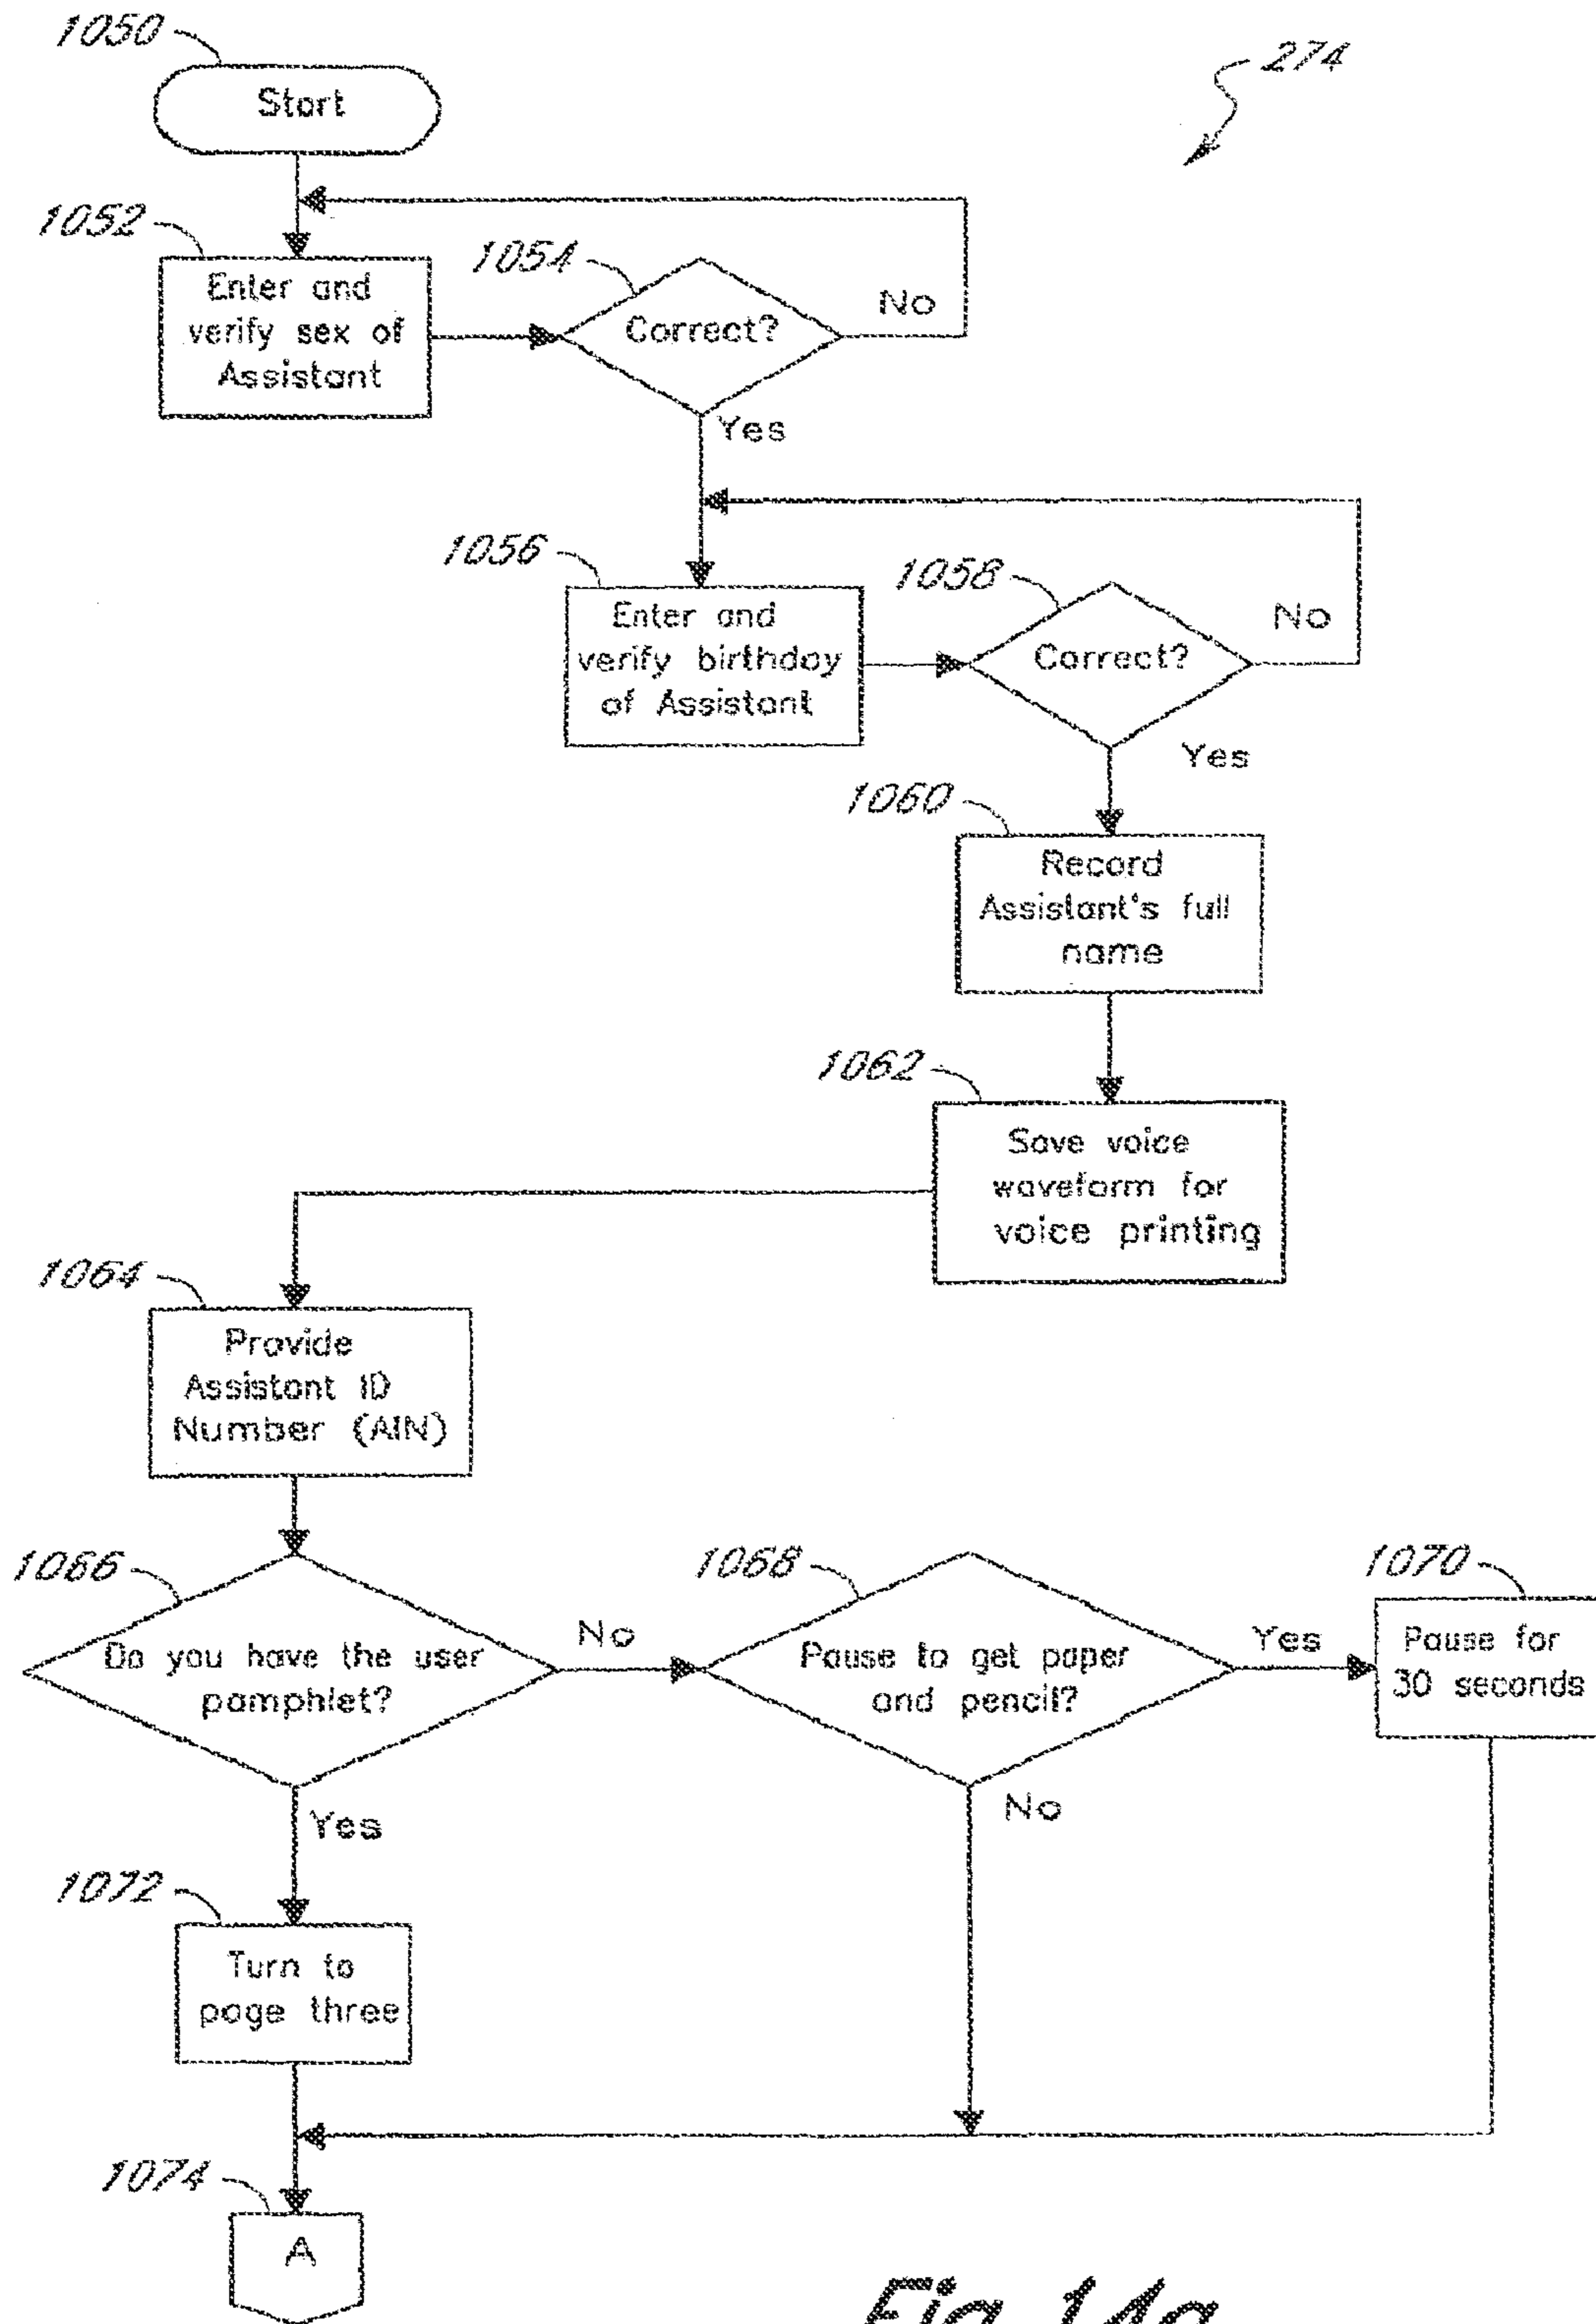 1050
Start
274
1052
Enter and
verify sex of
Assistant
1054
Correct?
No
Yes
1056
Enter and
verify birthday
of Assistant
1058
Correct?
No
Yes
1060
Record
Assistant's full
name
1062
Save voice
waveform for
voice printing
1064
Provide
Assistant ID
Number (AIN)
1066
Do you have the user
pamphlet?
No
1068
Pause to get paper
and pencil?
Yes
1070
Pause for
30 seconds
Yes
No
1072
Turn to
page three
1074
A
Fig. 14a